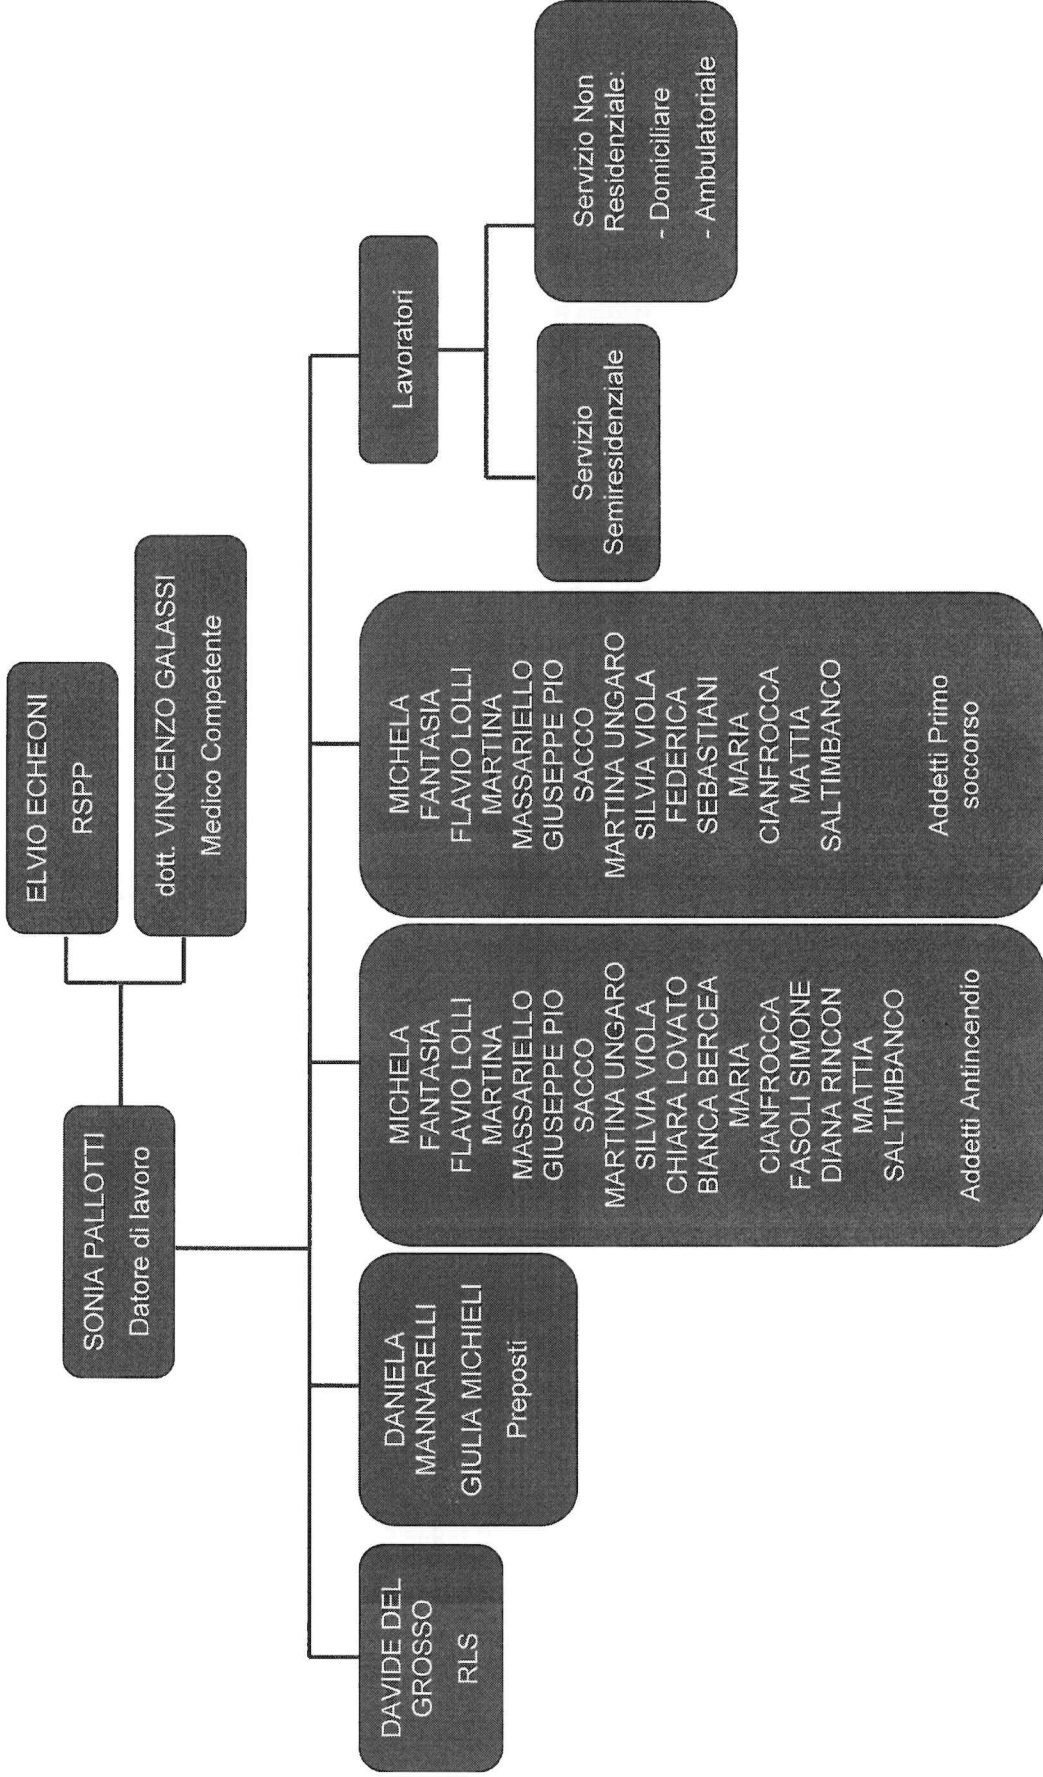 ELVIO ECHEONI
RSPP
SONIA PALLOTTI
Datore di lavoro
dott. VINCENZO GALASSI
Medico Competente
DAVIDE DEL
GROSSO
RLS
DANIELA
MANNARELLI
GIULIA MICHIELI
Preposti
MICHELA
FANTASIA
FLAVIO LOLLI
MARTINA
MASSARIELLO
GIUSEPPE PIO
SACCO
MARTINA UNGARO
SILVIA VIOLA
CHIARA LOVATO
BIANCA BERCEA
MARIA
CIANFROCCA
FASOLI SIMONE
DIANA RINCON
MATTIA
SALTIMBANCO
Addetti Antincendio
MICHELA
FANTASIA
FLAVIO LOLLI
MARTINA
MASSARIELLO
GIUSEPPE PIO
SACCO
MARTINA UNGARO
SILVIA VIOLA
FEDERICA
SEBASTIANI
MARIA
CIANFROCCA
MATTIA
SALTIMBANCO
Addetti Primo
soccorso
Lavoratori
Servizio
Semiresidenziale
Servizio Non
Residenziale:
- Domiciliare
- Ambulatoriale